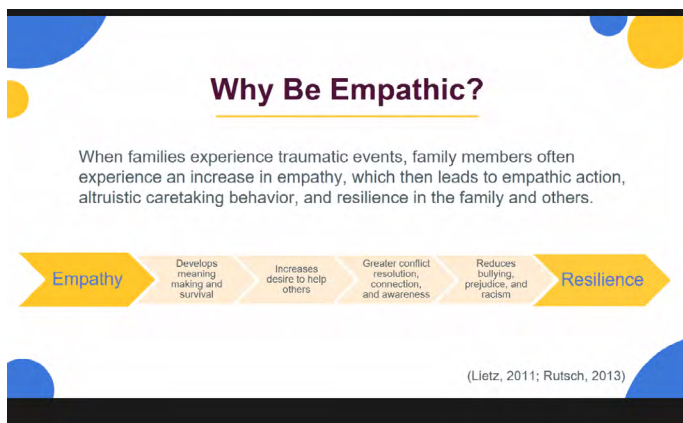 Why Be Empathic?
When families experience traumatic events, family members often
experience an increase in empathy, which then leads to empathic action,
altruistic caretaking behavior, and resilience in the family and others.
Empathy
Develops
meaning
making and
survival
Increases
desire to help
others
Greater conflict
resolution,
connection,
and awareness
Reduces
bullying,
prejudice, and
racism
Resilience
(Lietz, 2011; Rutsch, 2013)